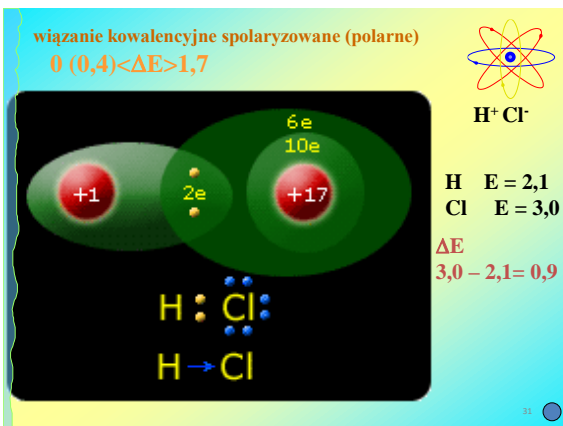 wiązanie kowalencyjne spolaryzowane (polarne)
0 (0,4)<ΔE>1,7
H⁺ Cl⁻
6e
10e
+1
2e
+17
H E = 2,1
Cl E = 3,0
ΔE
3,0 – 2,1= 0,9
H : Cl
H → Cl
31